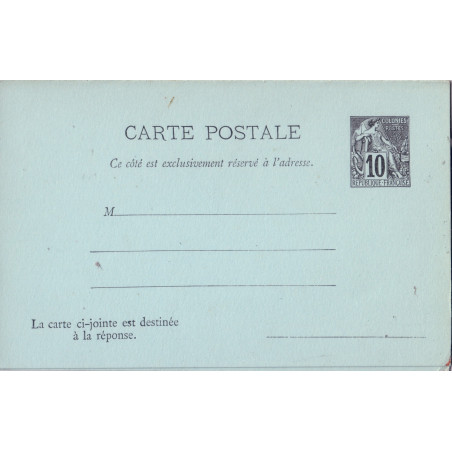 CARTE POSTALE
Ce côté est exclusivement réservé à l'adresse.
COLONIES
POSTES
10
RÉPUBLIQUE FRANÇAISE
M
La carte ci-jointe est destinée
à la réponse.